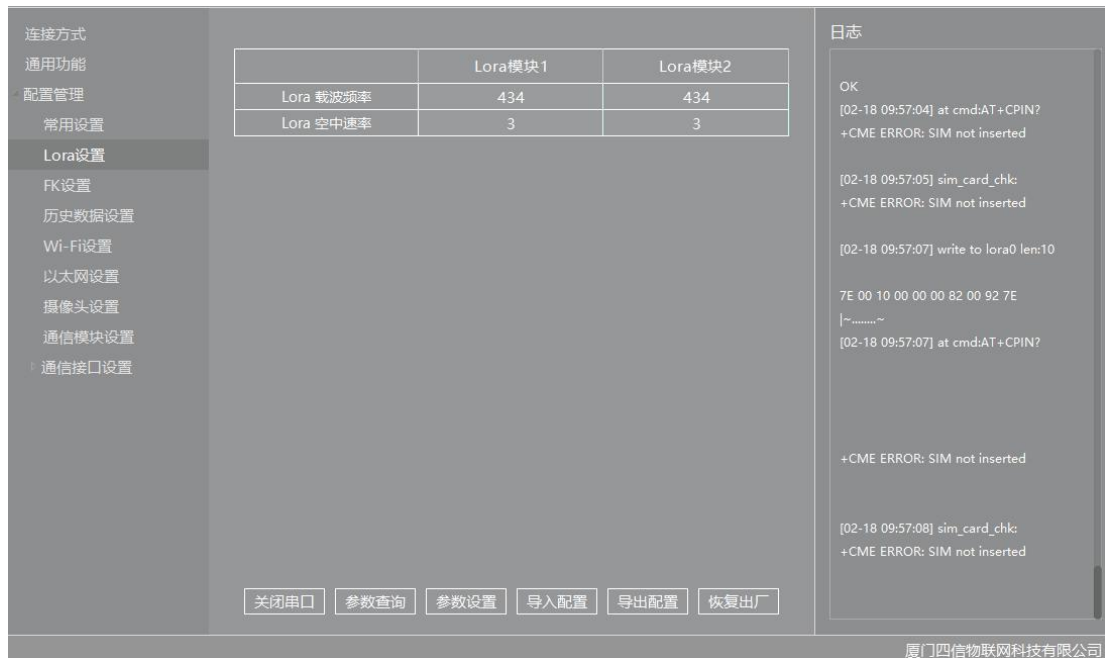 连接方式
通用功能
配置管理
常用设置
Lora设置
FK设置
历史数据设置
Wi-Fi设置
以太网设置
摄像头设置
通信模块设置
通信接口设置
Lora模块1 Lora模块2
Lora 载波频率 434 434
Lora 空中速率 3 3
关闭串口 参数查询 参数设置 导入配置 导出配置 恢复出厂
日志
OK
[02-18 09:57:04] at cmd:AT+CPIN?
+CME ERROR: SIM not inserted
[02-18 09:57:05] sim_card_chk:
+CME ERROR: SIM not inserted
[02-18 09:57:07] write to lora0 len:10
7E 00 10 00 00 00 82 00 92 7E
|~........~
[02-18 09:57:07] at cmd:AT+CPIN?
+CME ERROR: SIM not inserted
[02-18 09:57:08] sim_card_chk:
+CME ERROR: SIM not inserted
厦门四信物联网科技有限公司